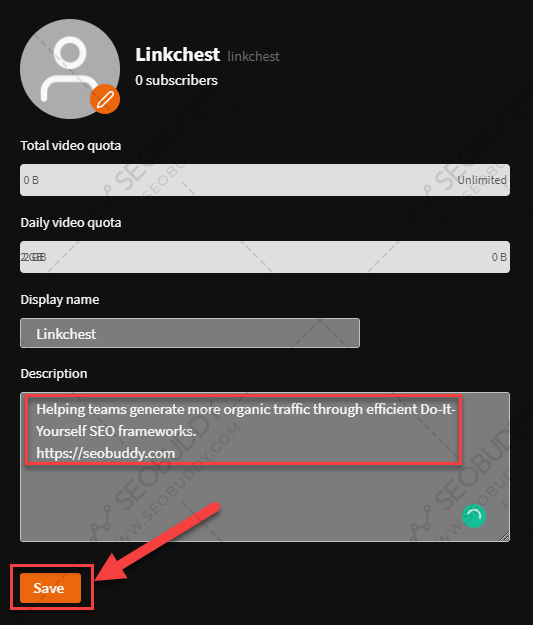 Linkchest linkchest
0 subscribers
Total video quota
0 B Unlimited
Daily video quota
0 B
Display name
Linkchest
Description
Helping teams generate more organic traffic through efficient Do-It-
Yourself SEO frameworks.
https://seobuddy.com
Save
SEOBUDDY
WWW.SEOBUDDY.COM